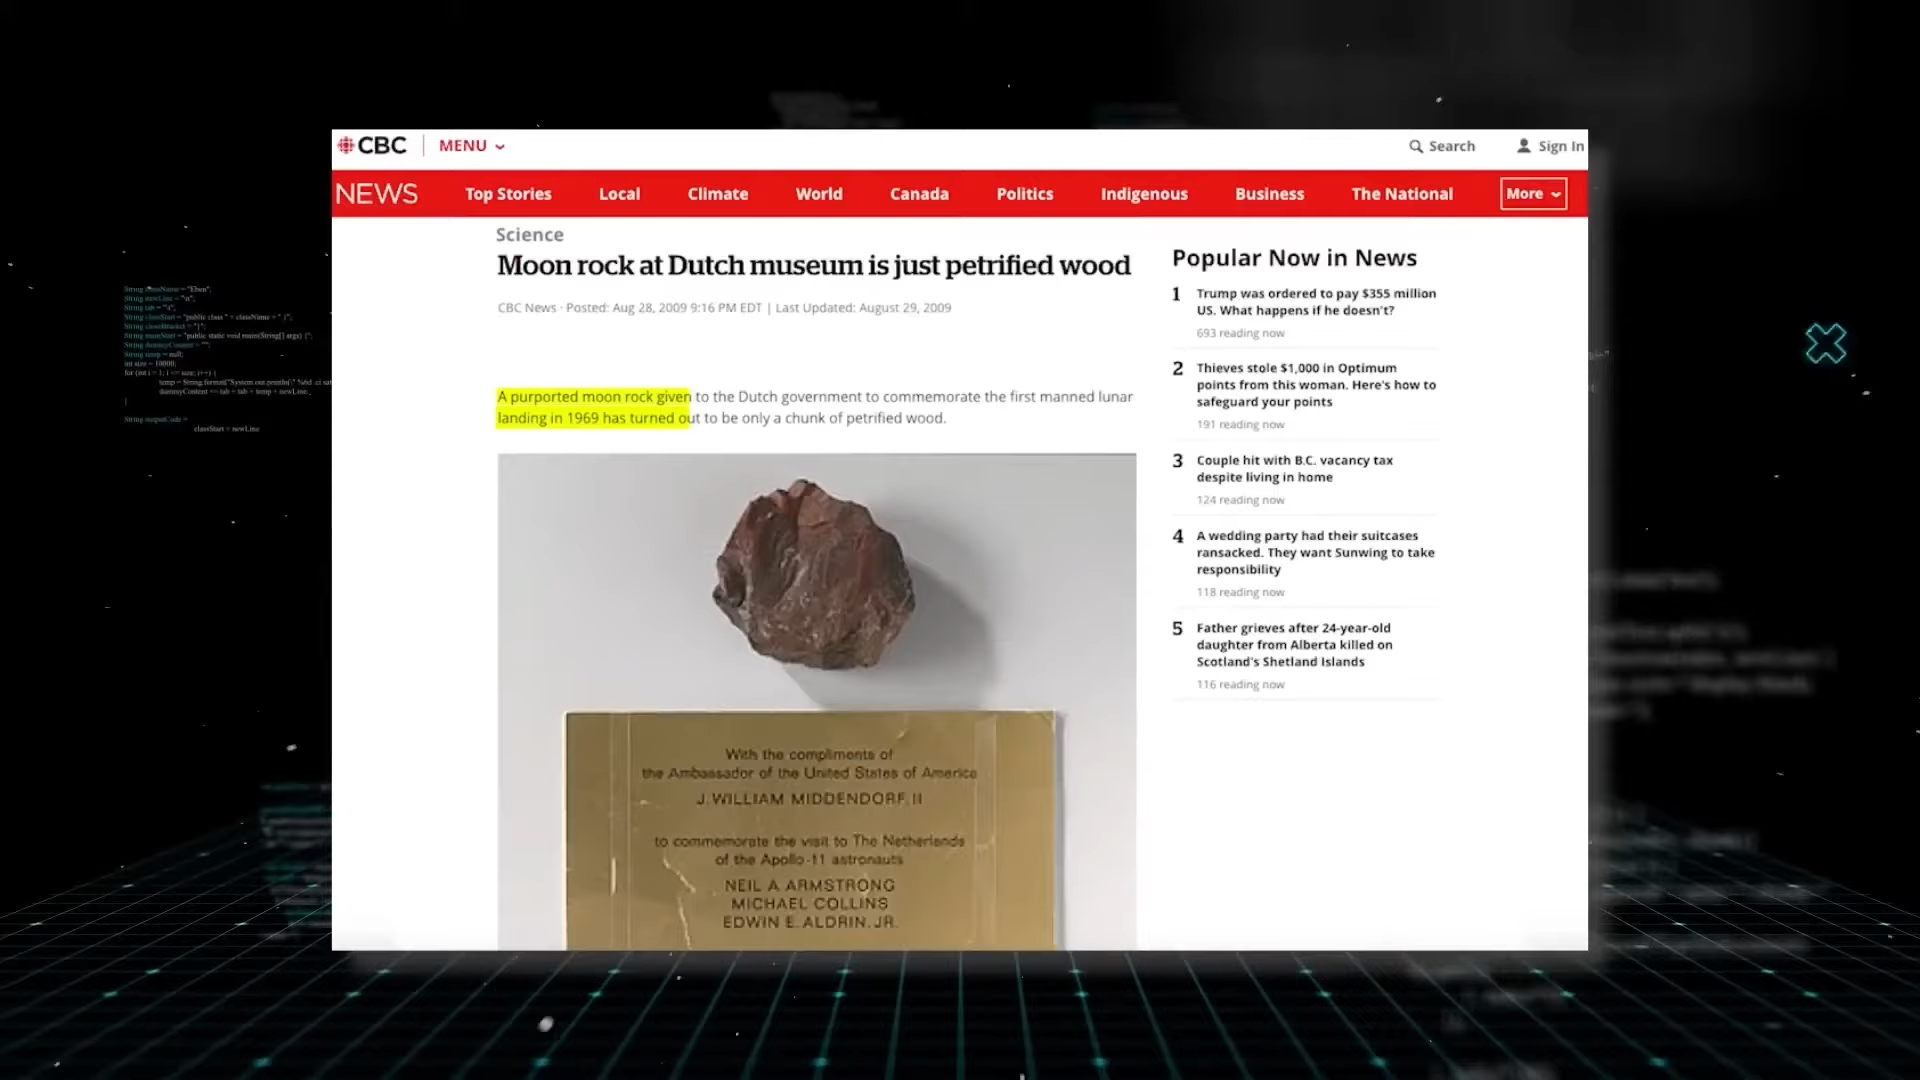 CBC
MENU
Search
Sign In
NEWS
Top Stories
Local
Climate
World
Canada
Politics
Indigenous
Business
The National
More
Science
Moon rock at Dutch museum is just petrified wood
CBC News · Posted: Aug 28, 2009 9:16 PM EDT | Last Updated: August 29, 2009
A purported moon rock given to the Dutch government to commemorate the first manned lunar
landing in 1969 has turned out to be only a chunk of petrified wood.
With the compliments of
the Ambassador of the United States of America
J. WILLIAM MIDDENDORF, II
to commemorate the visit to The Netherlands
of the Apollo-11 astronauts
NEIL A ARMSTRONG
MICHAEL COLLINS
EDWIN E. ALDRIN, JR.
Popular Now in News
1
Trump was ordered to pay $355 million
US. What happens if he doesn't?
693 reading now
2
Thieves stole $1,000 in Optimum
points from this woman. Here's how to
safeguard your points
191 reading now
3
Couple hit with B.C. vacancy tax
despite living in home
124 reading now
4
A wedding party had their suitcases
ransacked. They want Sunwing to take
responsibility
118 reading now
5
Father grieves after 24-year-old
daughter from Alberta killed on
Scotland's Shetland Islands
116 reading now